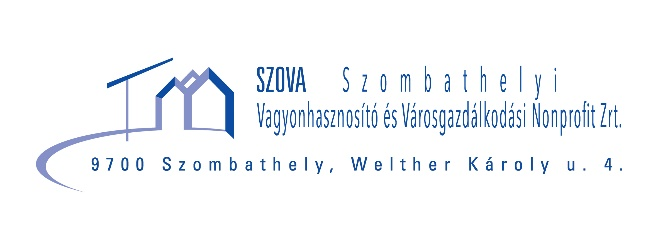 SZOVA Szombathelyi
Vagyonhasznosító és Városgazdálkodási Nonprofit Zrt.
9700 Szombathely, Welther Károly u. 4.